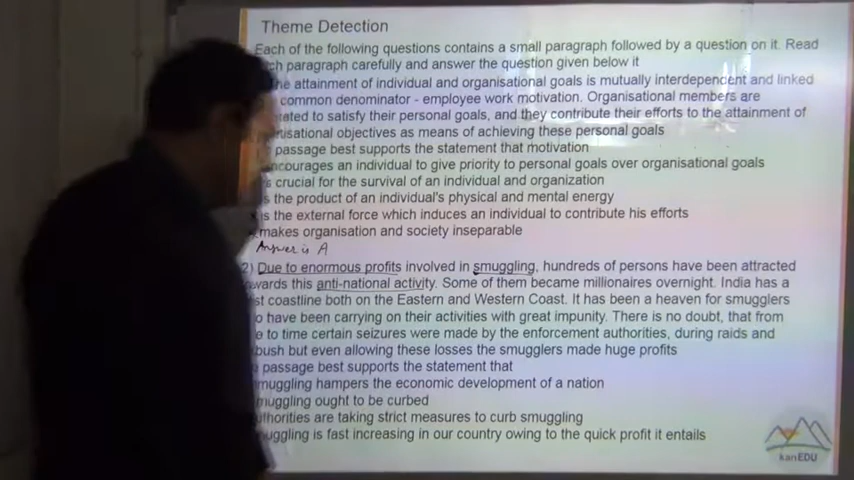 Theme Detection
Each of the following questions contains a small paragraph followed by a question on it. Read
paragraph carefully and answer the question given below it
attainment of individual and organisational goals is mutually interdependent and linked
common denominator - employee work motivation. Organisational members are
to satisfy their personal goals, and they contribute their efforts to the attainment of
objectives as means of achieving these personal goals
passage best supports the statement that motivation
an individual to give priority to personal goals over organisational goals
crucial for the survival of an individual and organization
is the product of an individual's physical and mental energy
is the external force which induces an individual to contribute his efforts
makes organisation and society inseparable
Answer is A
2) Due to enormous profits involved in smuggling, hundreds of persons have been attracted
this anti-national activity. Some of them became millionaires overnight. India has a
coastline both on the Eastern and Western Coast. It has been a heaven for smugglers
have been carrying on their activities with great impunity. There is no doubt, that from
to time certain seizures were made by the enforcement authorities, during raids and
but even allowing these losses the smugglers made huge profits
passage best supports the statement that
hampers the economic development of a nation
ought to be curbed
are taking strict measures to curb smuggling
is fast increasing in our country owing to the quick profit it entails
kanEDU